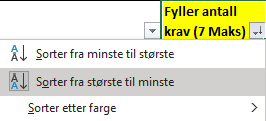 Fyller antall
krav (7 Maks)
Sorter fra minste til største
Sorter fra største til minste
Sorter etter farge